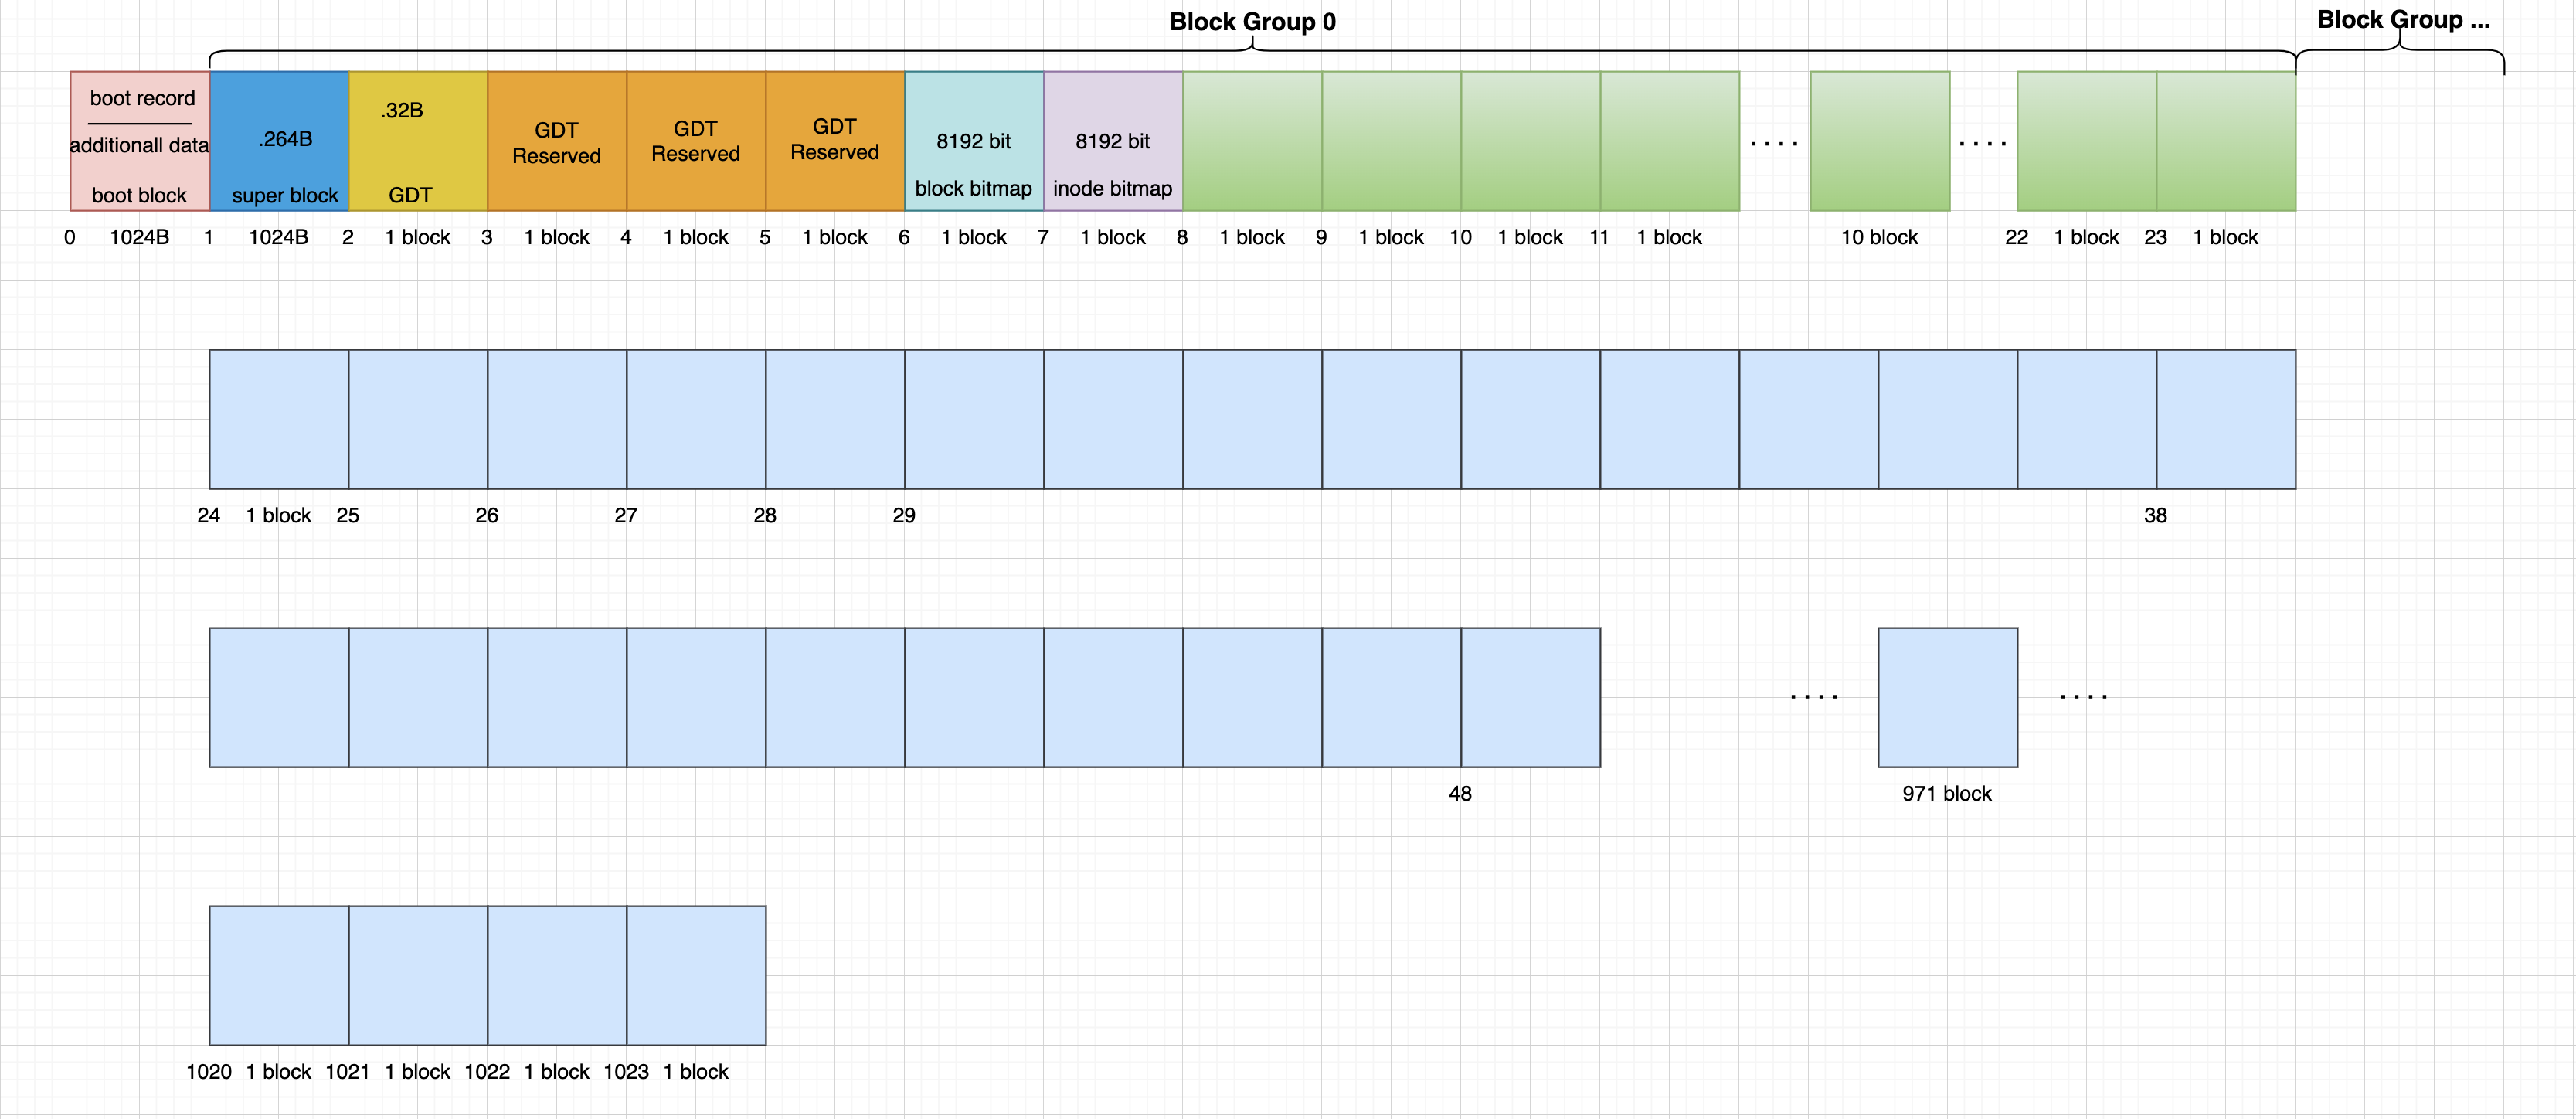 Block Group 0
Block Group ...
boot record
additionall data
boot block
.264B
super block
.32B
GDT
GDT
Reserved
GDT
Reserved
GDT
Reserved
8192 bit
block bitmap
8192 bit
inode bitmap
....
....
0 1024B 1 1024B 2 1 block 3 1 block 4 1 block 5 1 block 6 1 block 7 1 block 8 1 block 9 1 block 10 1 block 11 1 block 10 block 22 1 block 23 1 block
24 1 block 25 26 27 28 29 38
.... ....
48 971 block
1020 1 block 1021 1 block 1022 1 block 1023 1 block